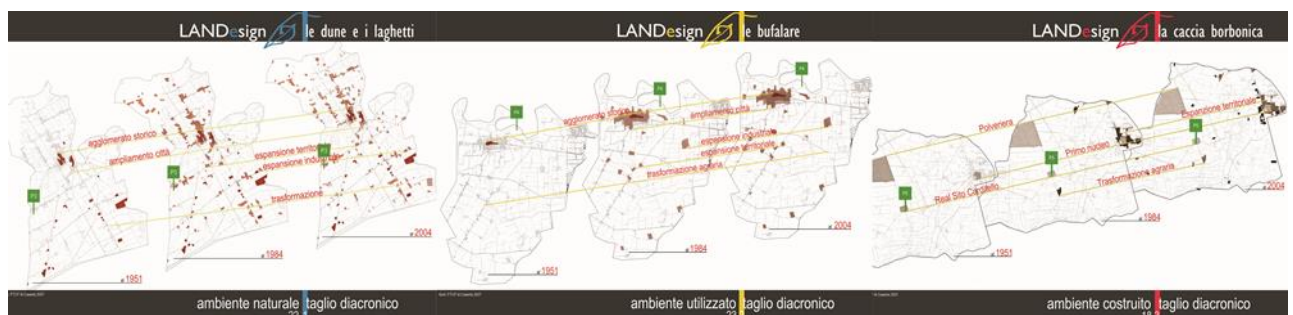 LANDesign le dune e i laghetti
agglomerato storico
ampliamento città
espansione industriale
trasformazione
P3
P3
P3
1951
1984
2004
ambiente naturale taglio diacronico
LANDesign le bufalare
agglomerato storico
ampliamento città
espansione industriale
espansione territoriale
trasformazione agraria
1951
1984
2004
ambiente utilizzato taglio diacronico
LANDesign la caccia borbonica
Polveriera
Espansione territoriale
Primo nucleo
Real Sito Carditello
Trasformazione agraria
1951
1984
2004
ambiente costruito taglio diacronico